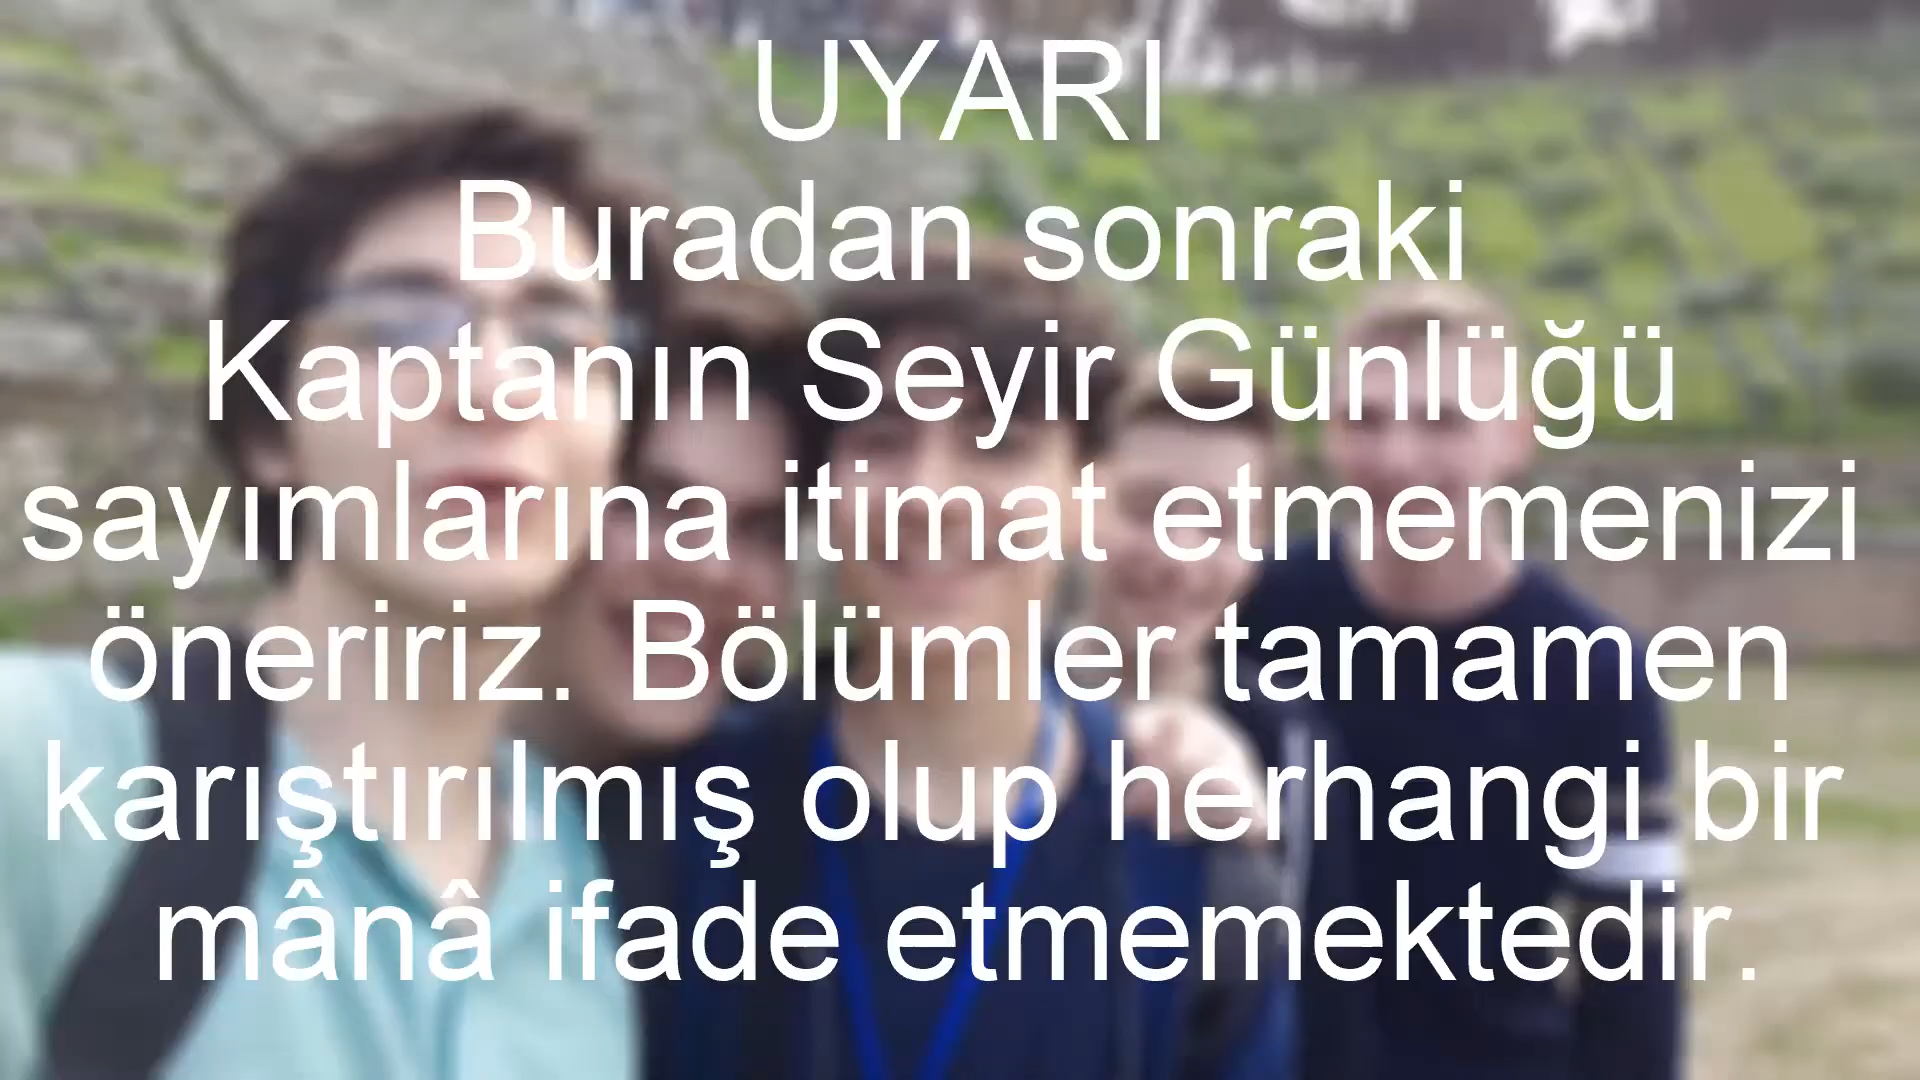 UYARI
Buradan sonraki
Kaptanın Seyir Günlüğü
sayımlarına itimat etmemenizi
öneririz. Bölümler tamamen
karıştırılmış olup herhangi bir
mânâ ifade etmemektedir.